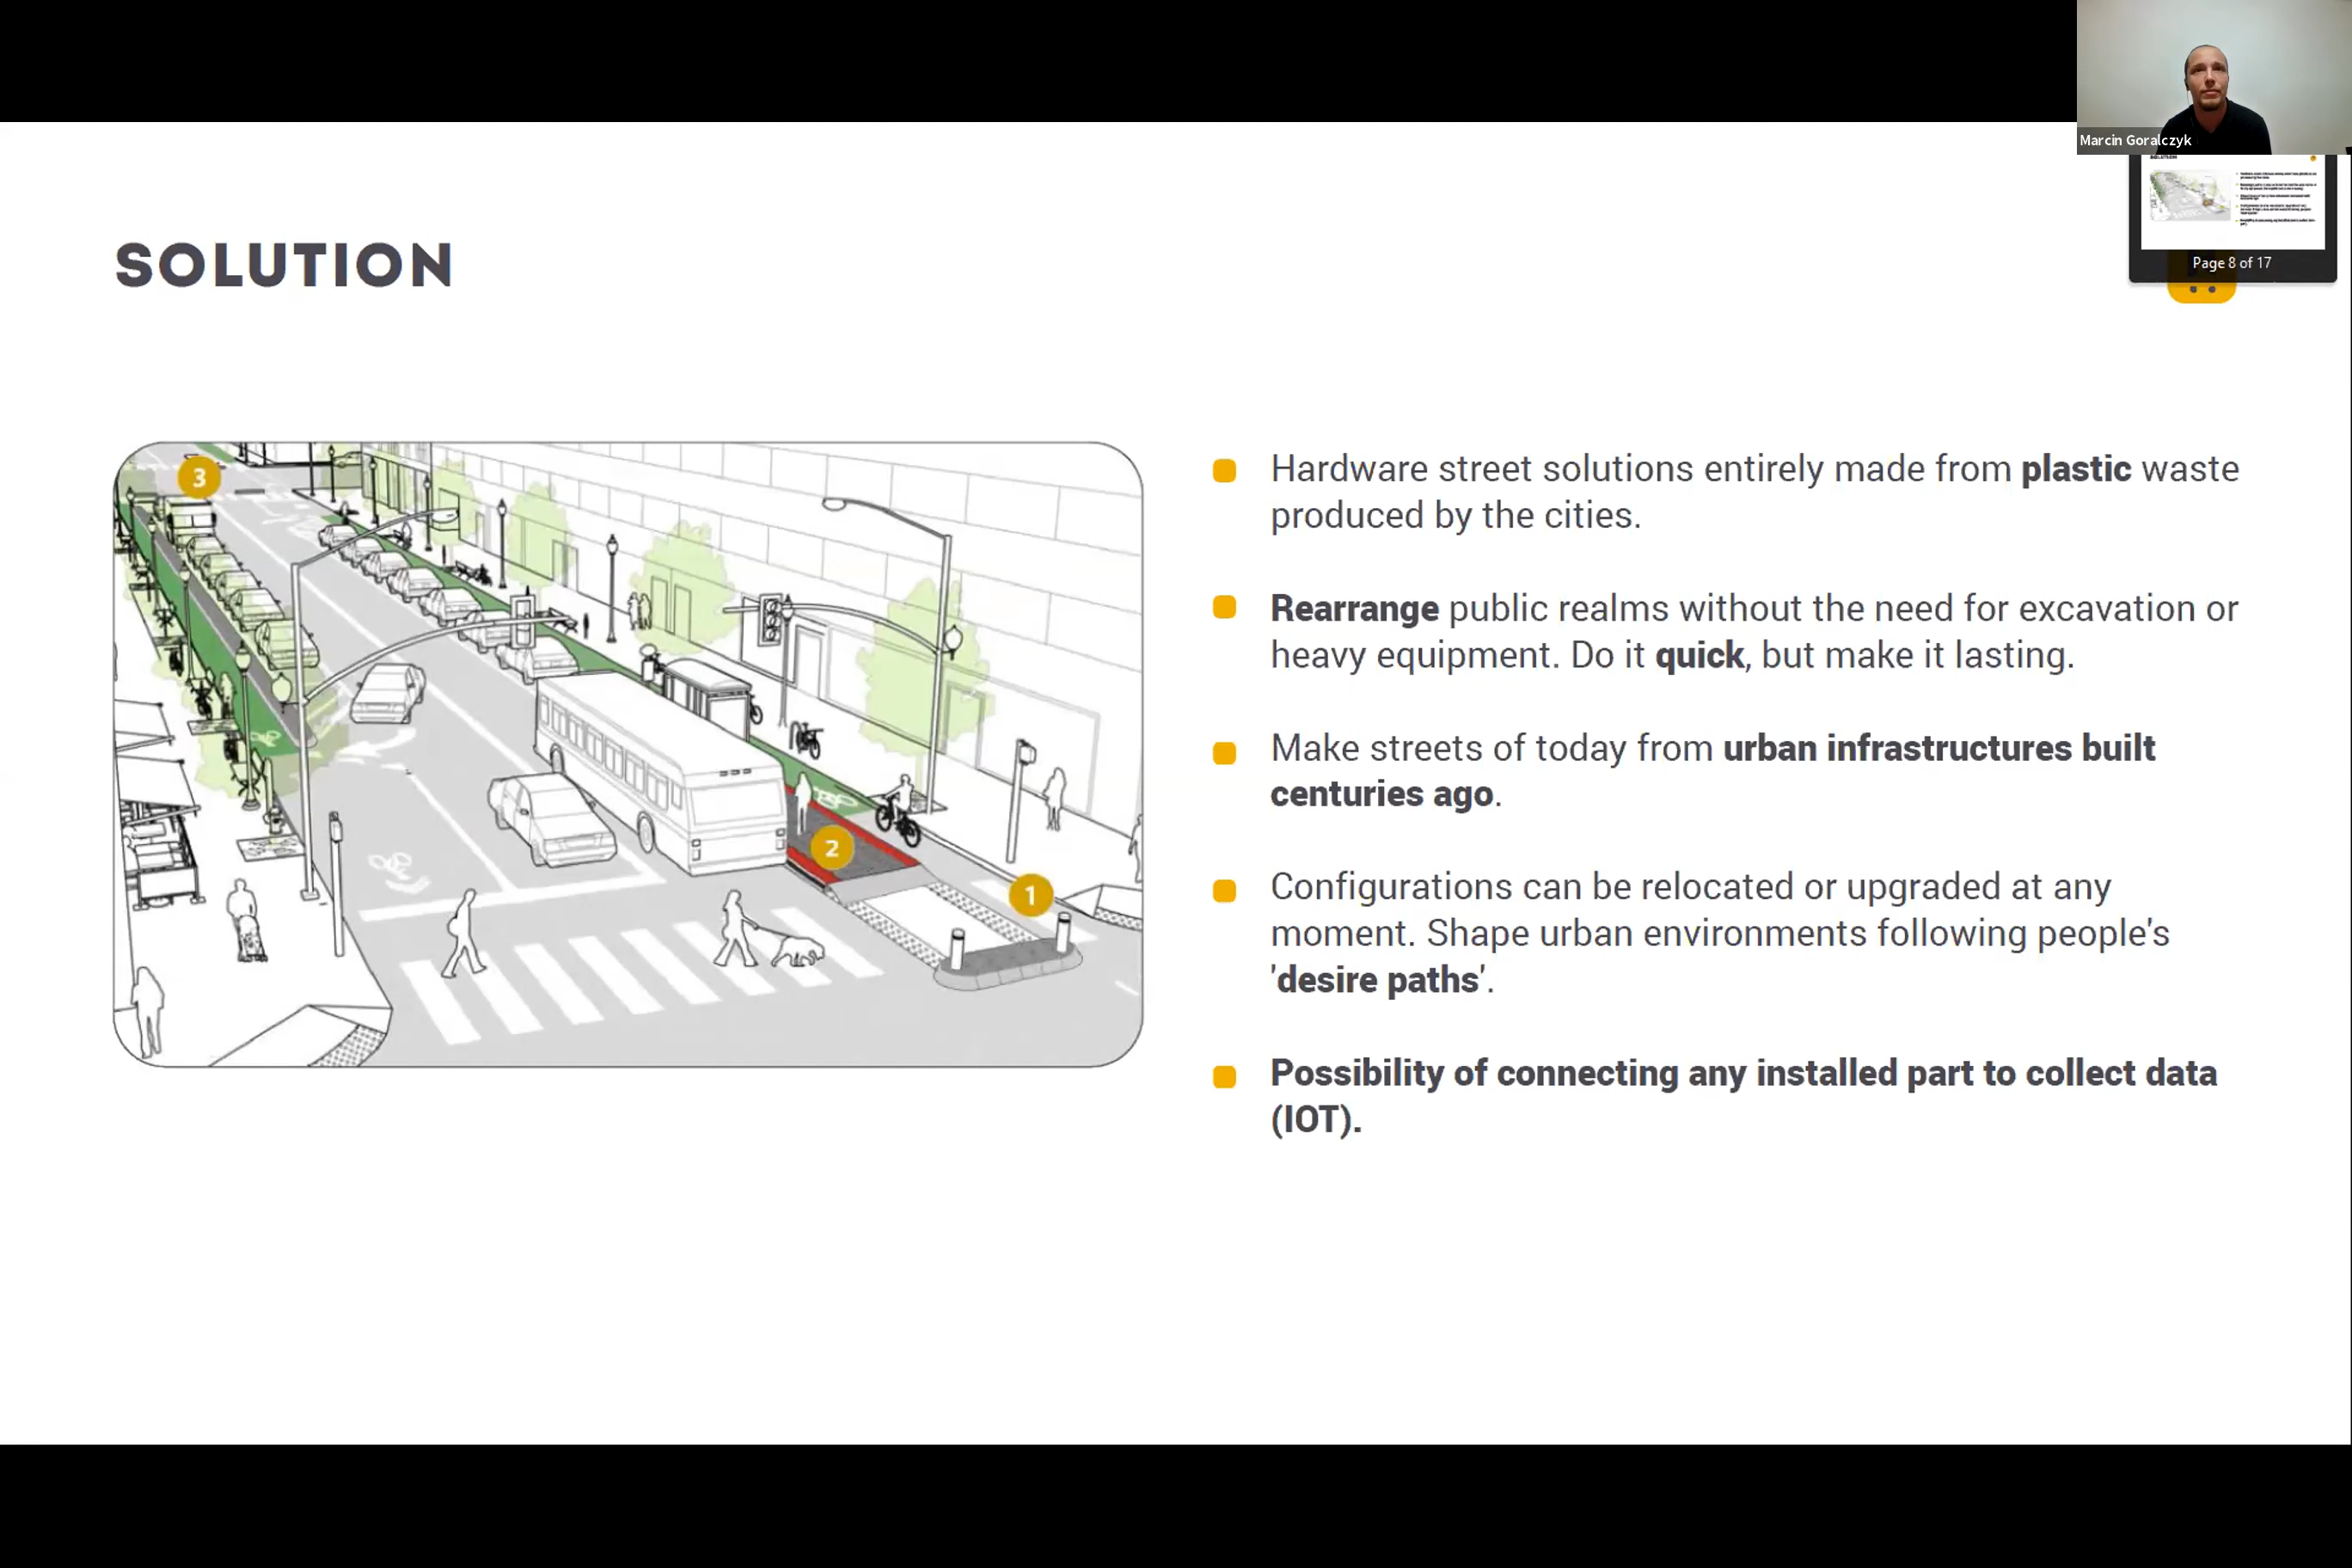 Marcin Goralczyk
Page 8 of 17
SOLUTION
3
2
1
Hardware street solutions entirely made from plastic waste
produced by the cities.
Rearrange public realms without the need for excavation or
heavy equipment. Do it quick, but make it lasting.
Make streets of today from urban infrastructures built
centuries ago.
Configurations can be relocated or upgraded at any
moment. Shape urban environments following people's
'desire paths'.
Possibility of connecting any installed part to collect data
(IOT).